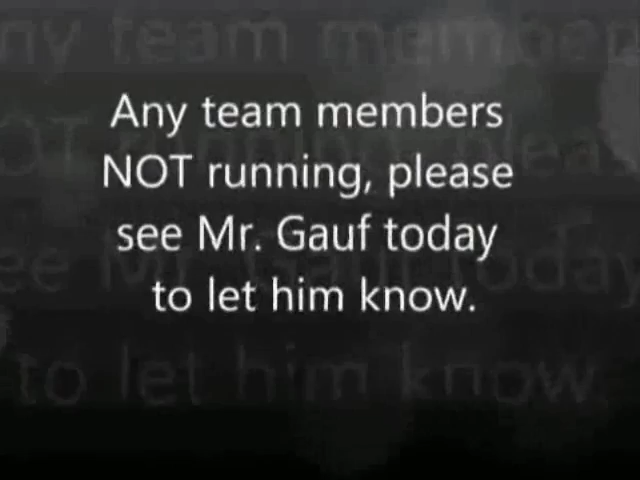 Any team members
NOT running, please
see Mr. Gauf today
to let him know.